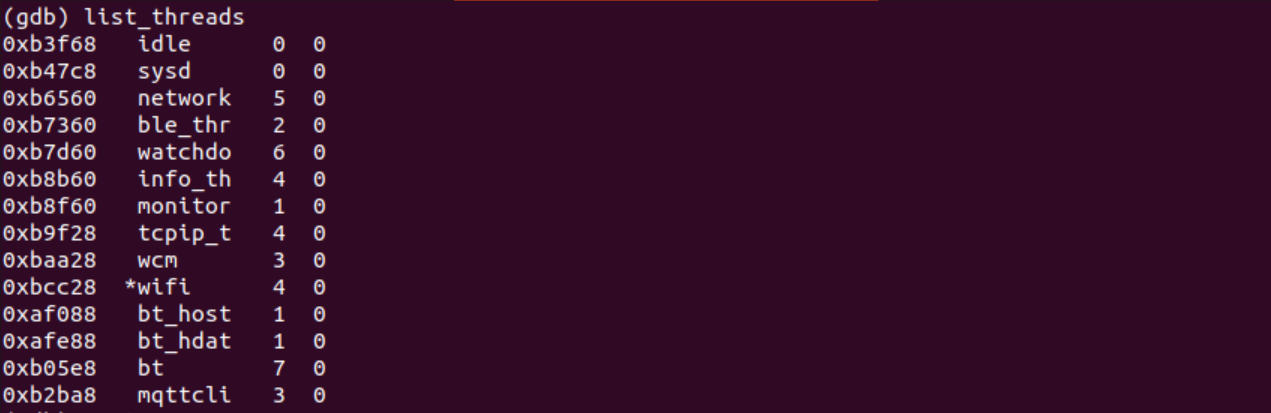 (gdb) list_threads
0xb3f68 idle 0 0
0xb47c8 sysd 0 0
0xb6560 network 5 0
0xb7360 ble_thr 2 0
0xb7d60 watchdo 6 0
0xb8b60 info_th 4 0
0xb8f60 monitor 1 0
0xb9f28 tcpip_t 4 0
0xbaa28 wcm 3 0
0xbcc28 *wifi 4 0
0xaf088 bt_host 1 0
0xafe88 bt_hdat 1 0
0xb05e8 bt 7 0
0xb2ba8 mqttcli 3 0